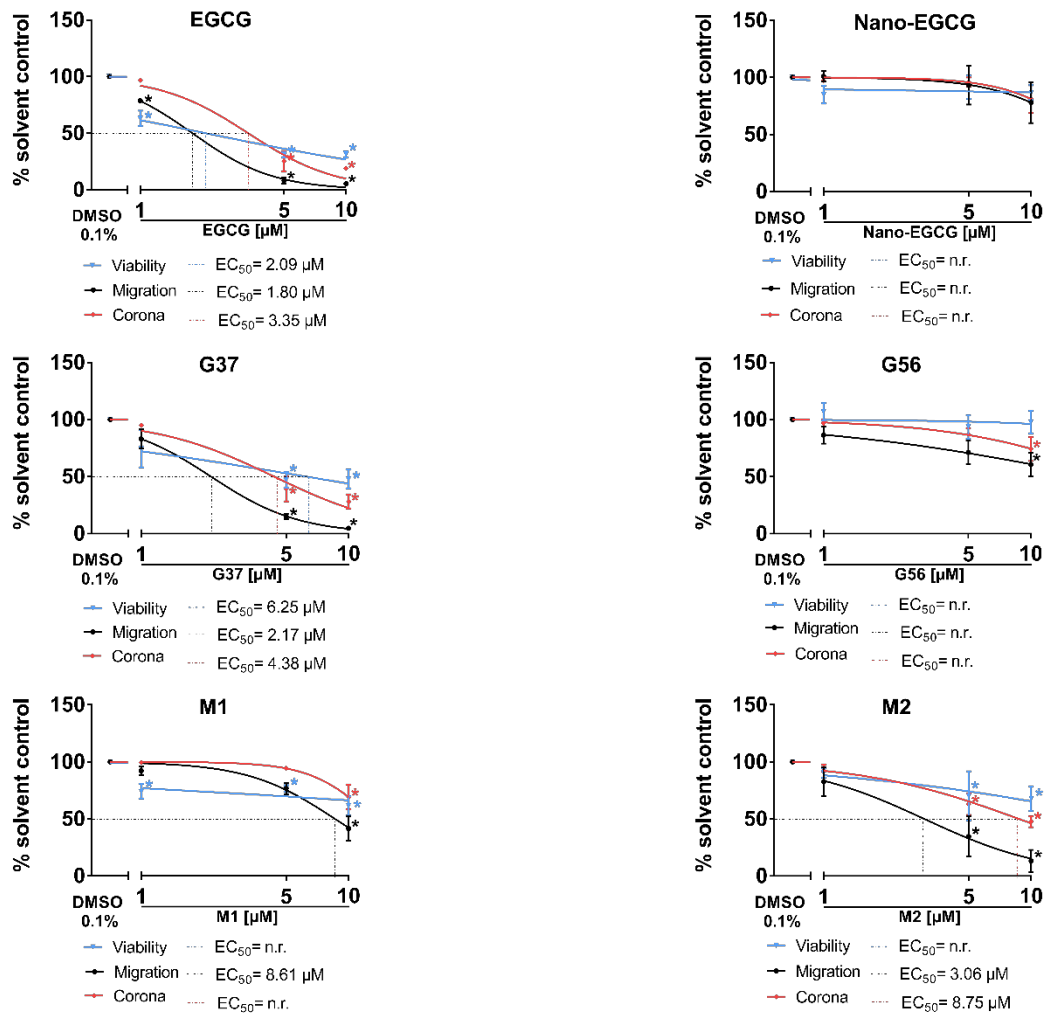 EGCG
% solvent control
150
100
50
0
1 5 10
DMSO
0.1%
EGCG [µM]
Viability EC50= 2.09 µM
Migration EC50= 1.80 µM
Corona EC50= 3.35 µM
Nano-EGCG
% solvent control
150
100
50
0
1 5 10
DMSO
0.1%
Nano-EGCG [µM]
Viability EC50= n.r.
Migration EC50= n.r.
Corona EC50= n.r.
G37
% solvent control
150
100
50
0
1 5 10
DMSO
0.1%
G37 [µM]
Viability EC50= 6.25 µM
Migration EC50= 2.17 µM
Corona EC50= 4.38 µM
G56
% solvent control
150
100
50
0
1 5 10
DMSO
0.1%
G56 [µM]
Viability EC50= n.r.
Migration EC50= n.r.
Corona EC50= n.r.
M1
% solvent control
150
100
50
0
1 5 10
DMSO
0.1%
M1 [µM]
Viability EC50= n.r.
Migration EC50= 8.61 µM
Corona EC50= n.r.
M2
% solvent control
150
100
50
0
1 5 10
DMSO
0.1%
M2 [µM]
Viability EC50= n.r.
Migration EC50= 3.06 µM
Corona EC50= 8.75 µM